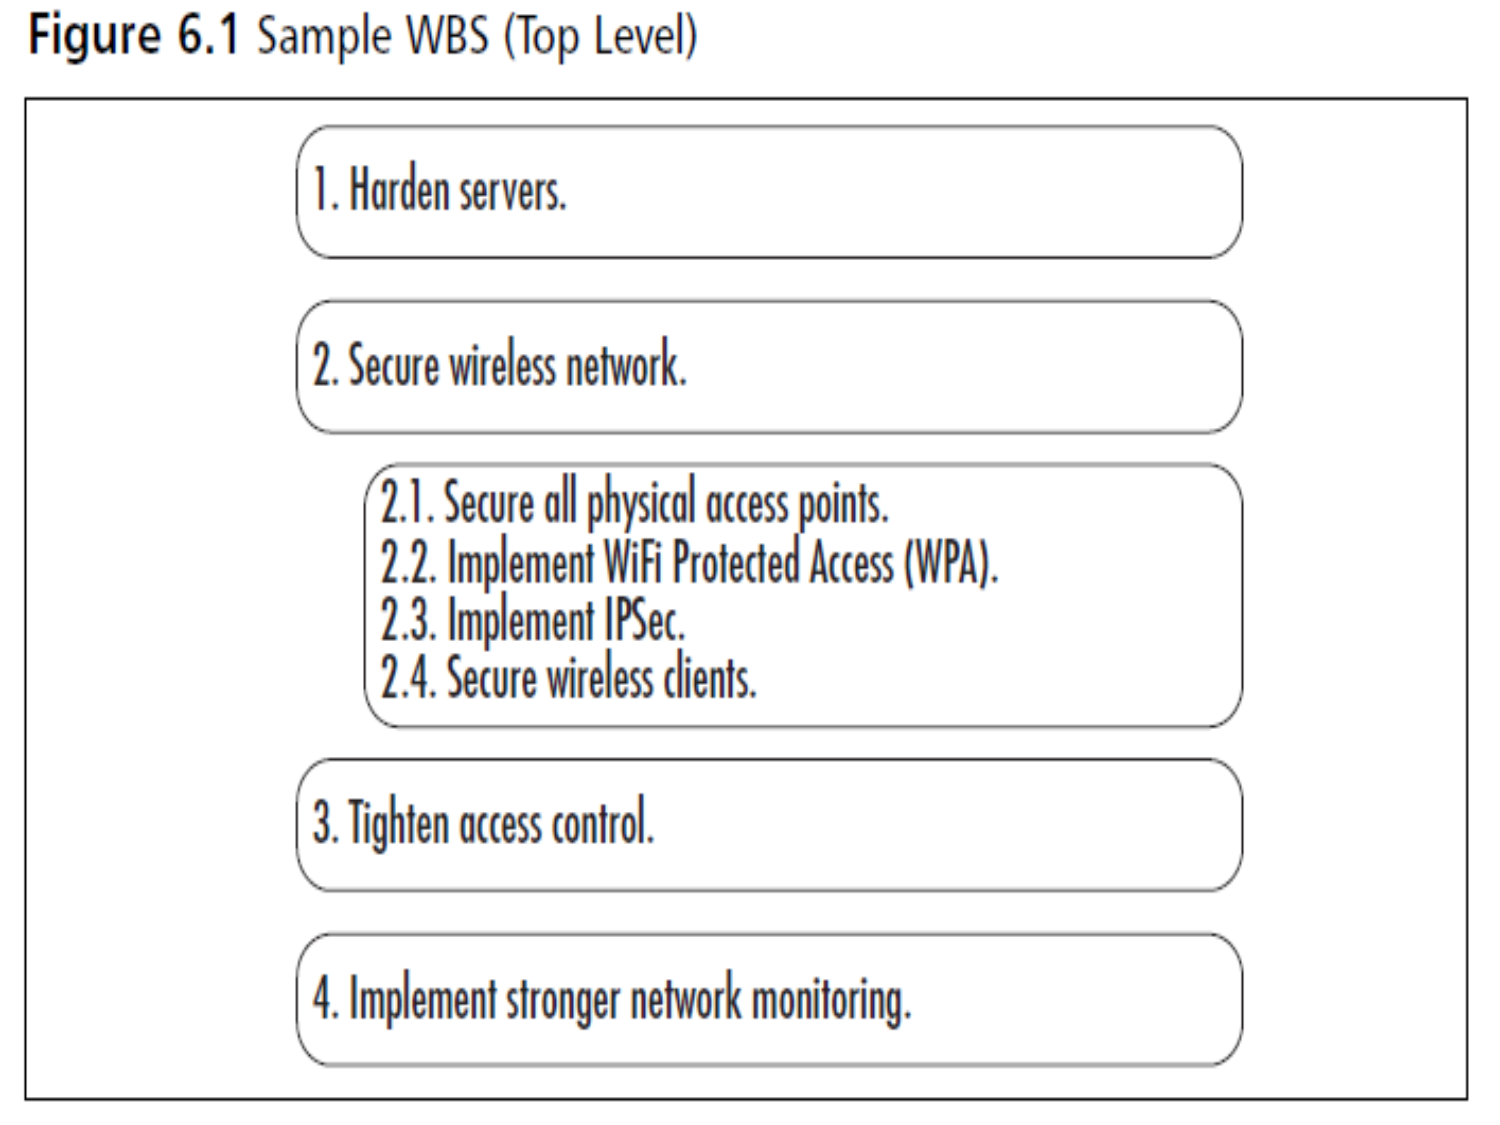 Figure 6.1 Sample WBS (Top Level)
1. Harden servers.
2. Secure wireless network.
2.1. Secure all physical access points.
2.2. Implement WiFi Protected Access (WPA).
2.3. Implement IPSec.
2.4. Secure wireless clients.
3. Tighten access control.
4. Implement stronger network monitoring.